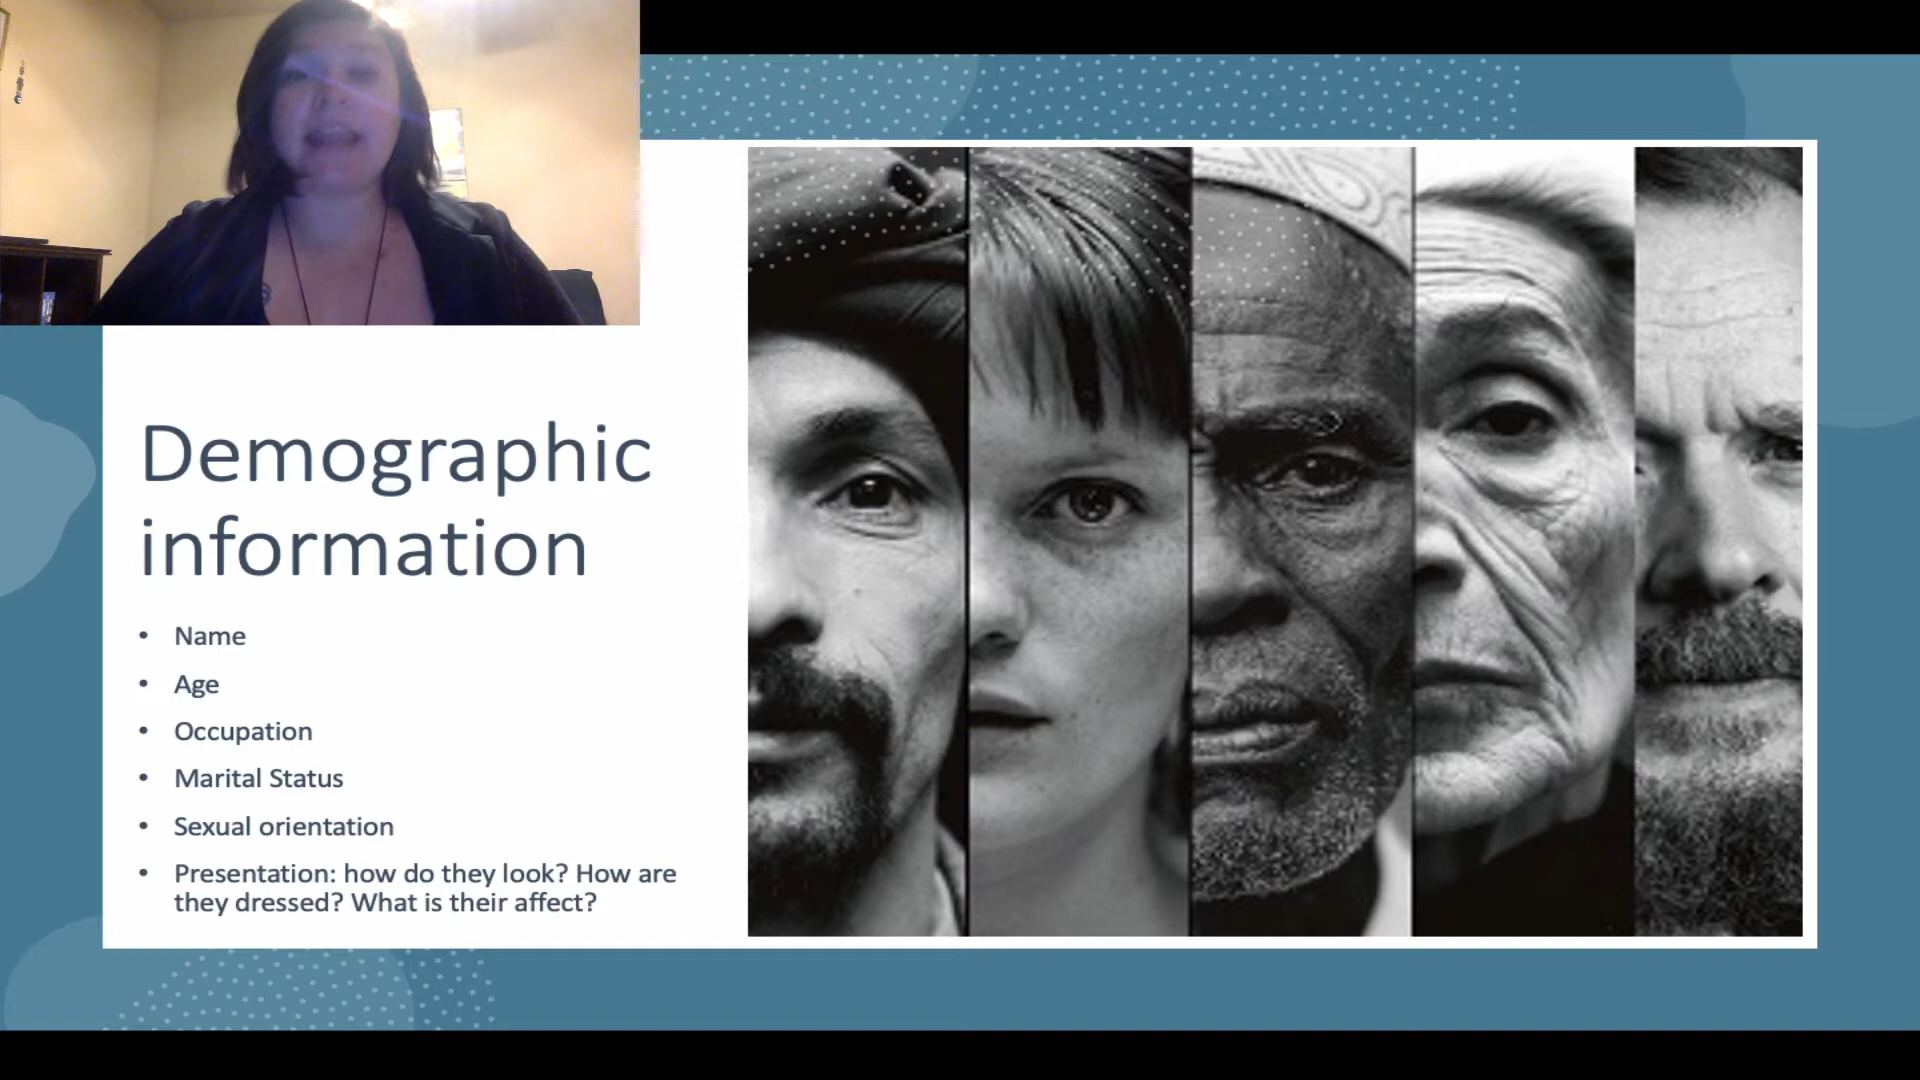 Demographic
information
• Name
• Age
• Occupation
• Marital Status
• Sexual orientation
• Presentation: how do they look? How are
they dressed? What is their affect?